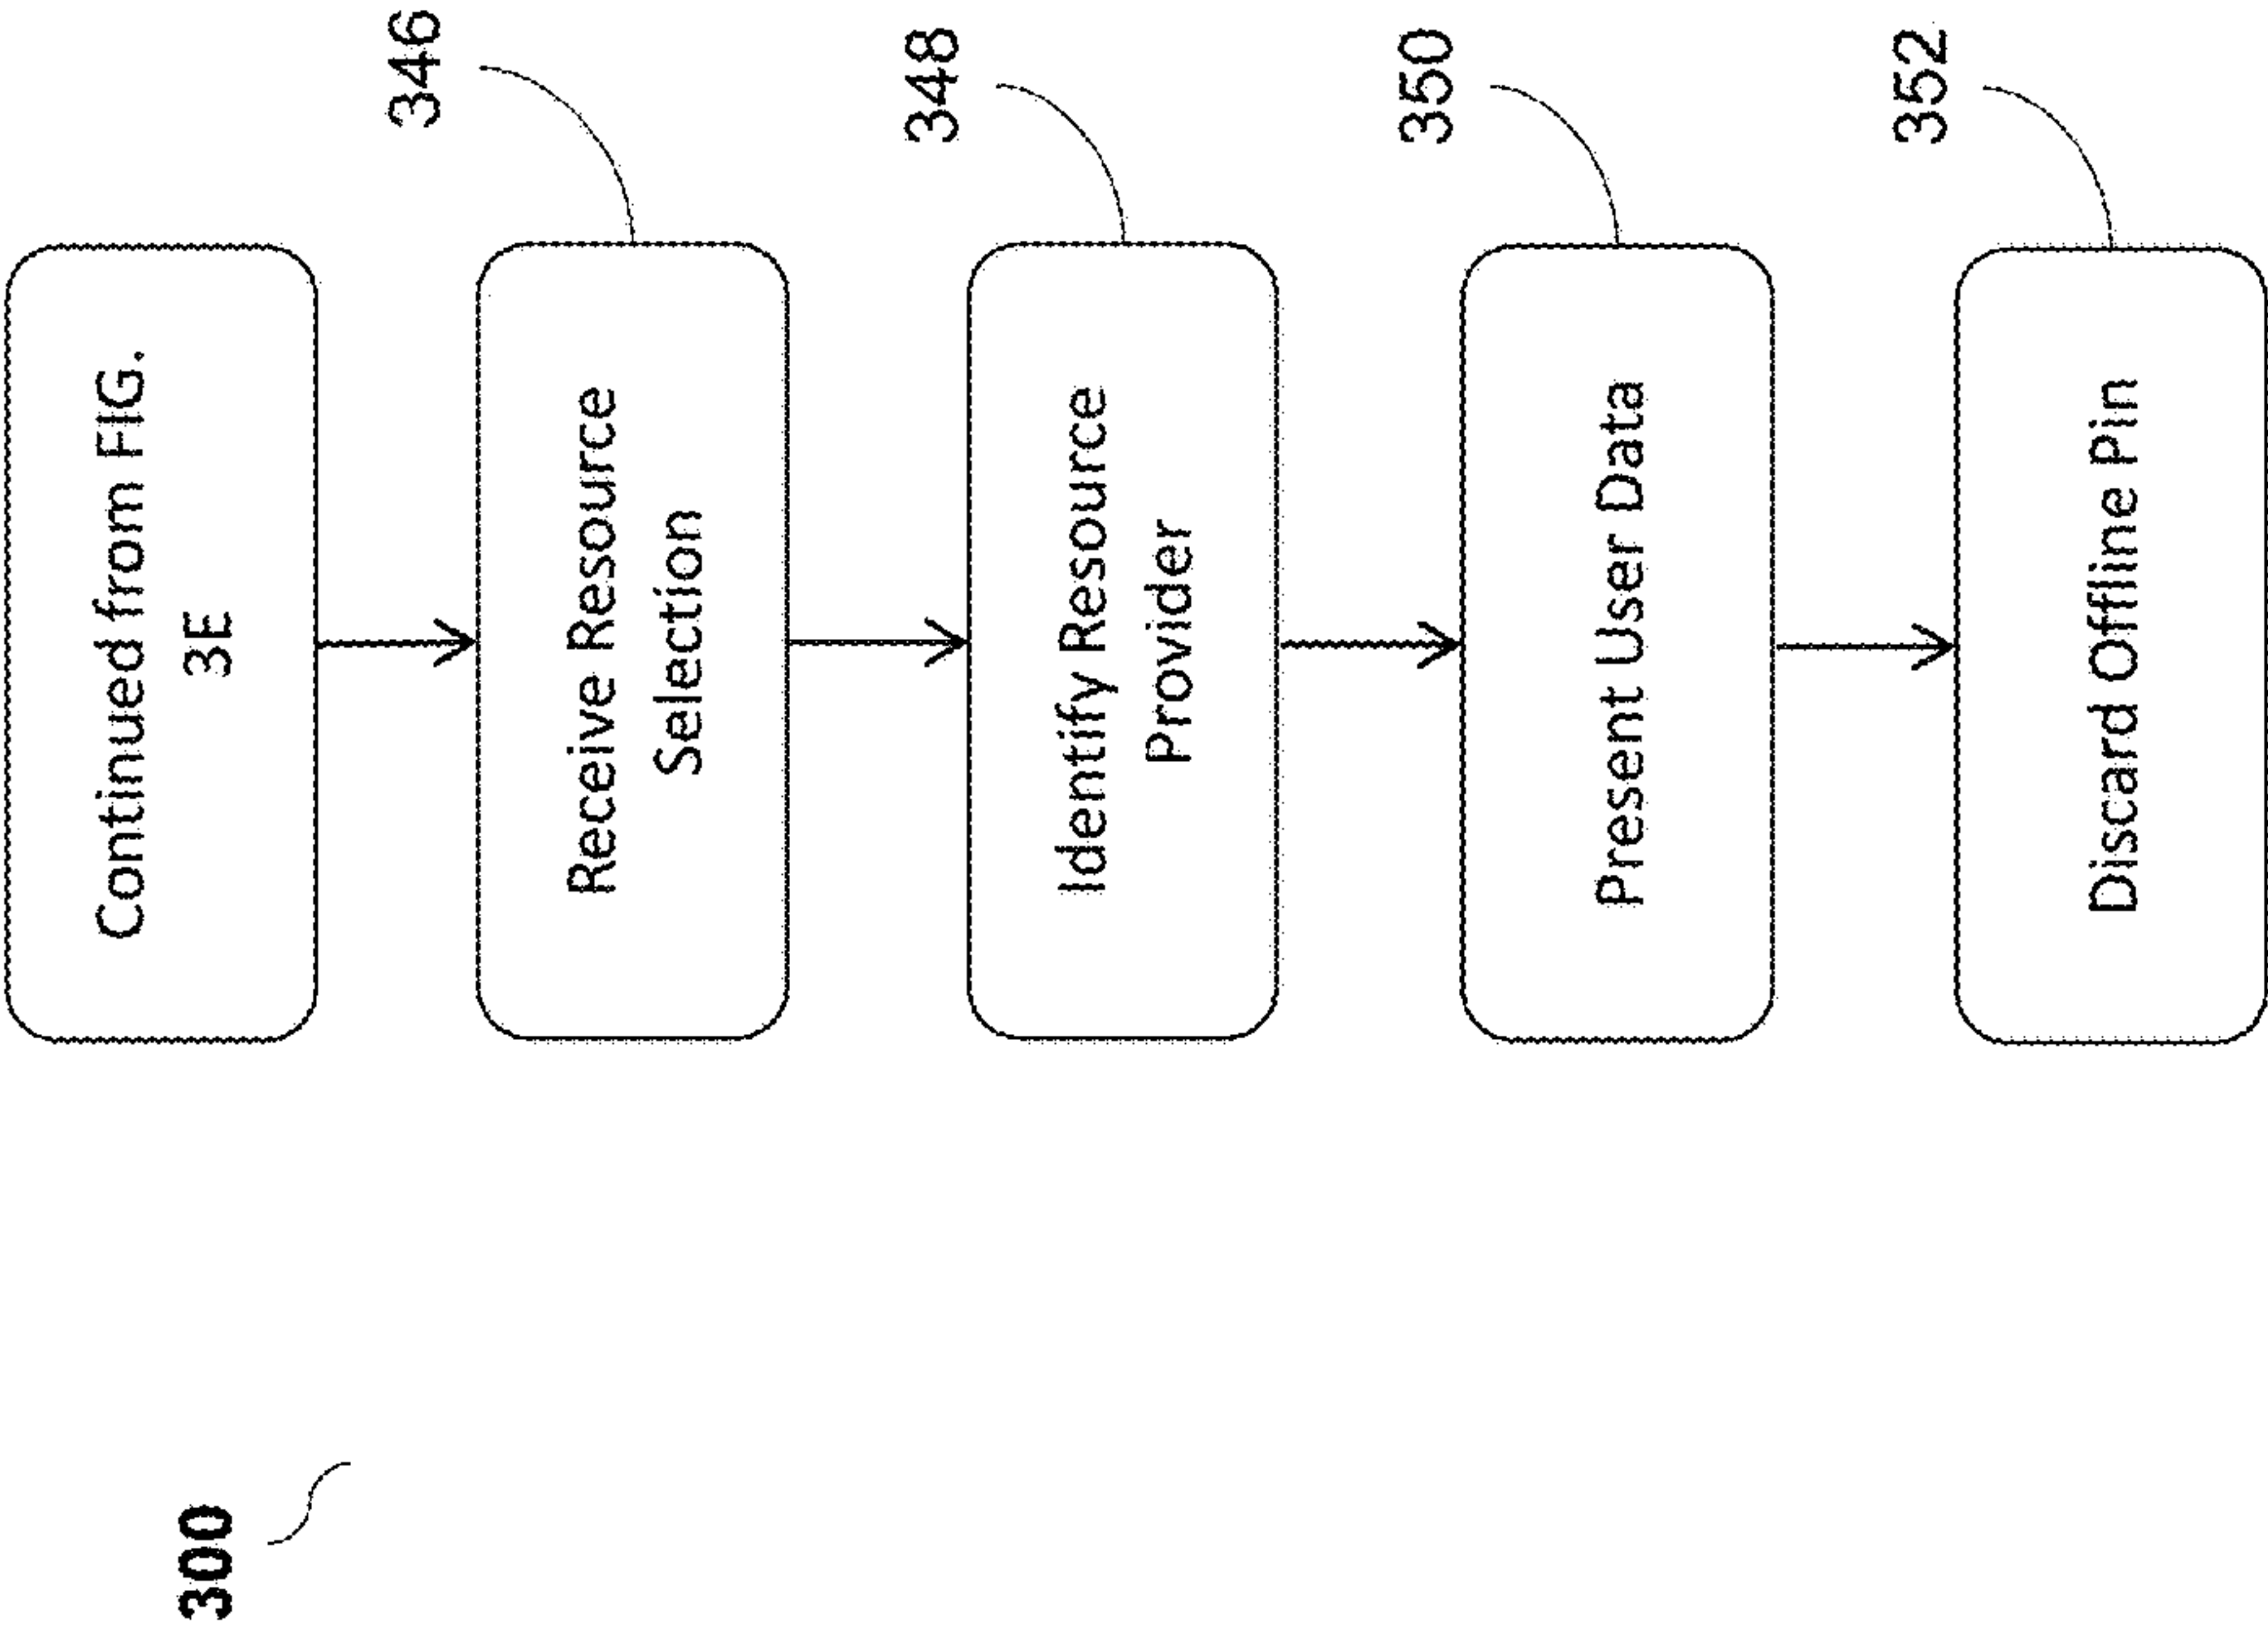 300
Continued from FIG.
3E
346
Receive Resource
Selection
348
Identify Resource
Provider
350
Present User Data
352
Discard Offline Pin